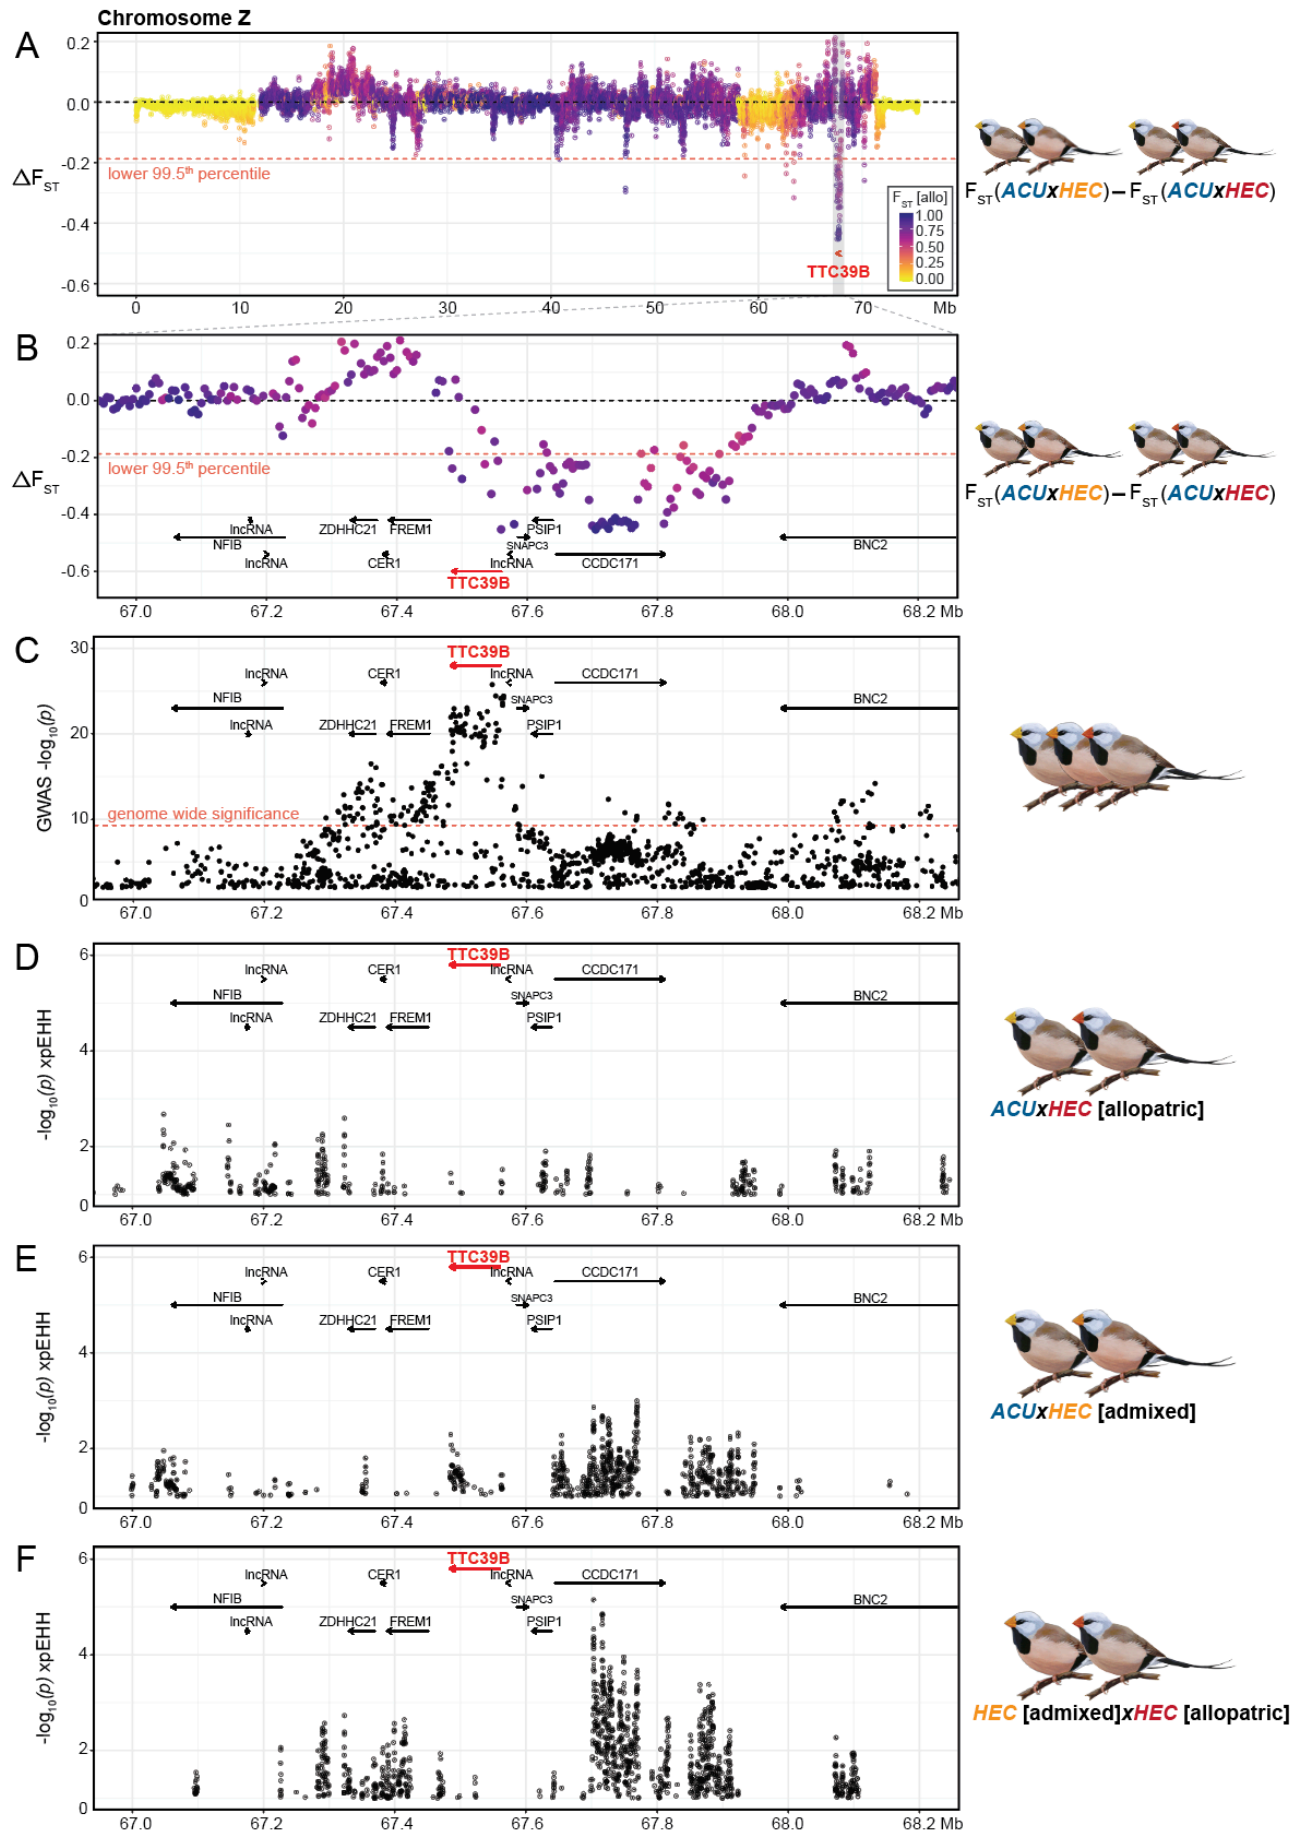 Chromosome Z
A
0.2
0.0
-0.2
-0.4
-0.6
ΔFST
lower 99.5th percentile
FST [allo]
1.00
0.75
0.50
0.25
0.00
TTC39B
0 10 20 30 40 50 60 70 Mb
FST(ACUxHEC) – FST(ACUxHEC)
B
0.2
0.0
-0.2
-0.4
-0.6
ΔFST
lower 99.5th percentile
lncRNA ZDHHC21 FREM1 PSIP1
NFIB SNAPC3 BNC2
lncRNA CER1 lncRNA CCDC171
TTC39B
67.0 67.2 67.4 67.6 67.8 68.0 68.2 Mb
FST(ACUxHEC) – FST(ACUxHEC)
C
30
20
10
0
GWAS -log10(p)
TTC39B
lncRNA CER1 lncRNA CCDC171
NFIB SNAPC3 BNC2
lncRNA ZDHHC21 FREM1 PSIP1
genome wide significance
67.0 67.2 67.4 67.6 67.8 68.0 68.2 Mb
D
6
4
2
0
-log10(p) xpEHH
TTC39B
lncRNA CER1 lncRNA CCDC171
NFIB SNAPC3 BNC2
lncRNA ZDHHC21 FREM1 PSIP1
67.0 67.2 67.4 67.6 67.8 68.0 68.2 Mb
ACUxHEC [allopatric]
E
6
4
2
0
-log10(p) xpEHH
TTC39B
lncRNA CER1 lncRNA CCDC171
NFIB SNAPC3 BNC2
lncRNA ZDHHC21 FREM1 PSIP1
67.0 67.2 67.4 67.6 67.8 68.0 68.2 Mb
ACUxHEC [admixed]
F
6
4
2
0
-log10(p) xpEHH
TTC39B
lncRNA CER1 lncRNA CCDC171
NFIB SNAPC3 BNC2
lncRNA ZDHHC21 FREM1 PSIP1
67.0 67.2 67.4 67.6 67.8 68.0 68.2 Mb
HEC [admixed]xHEC [allopatric]